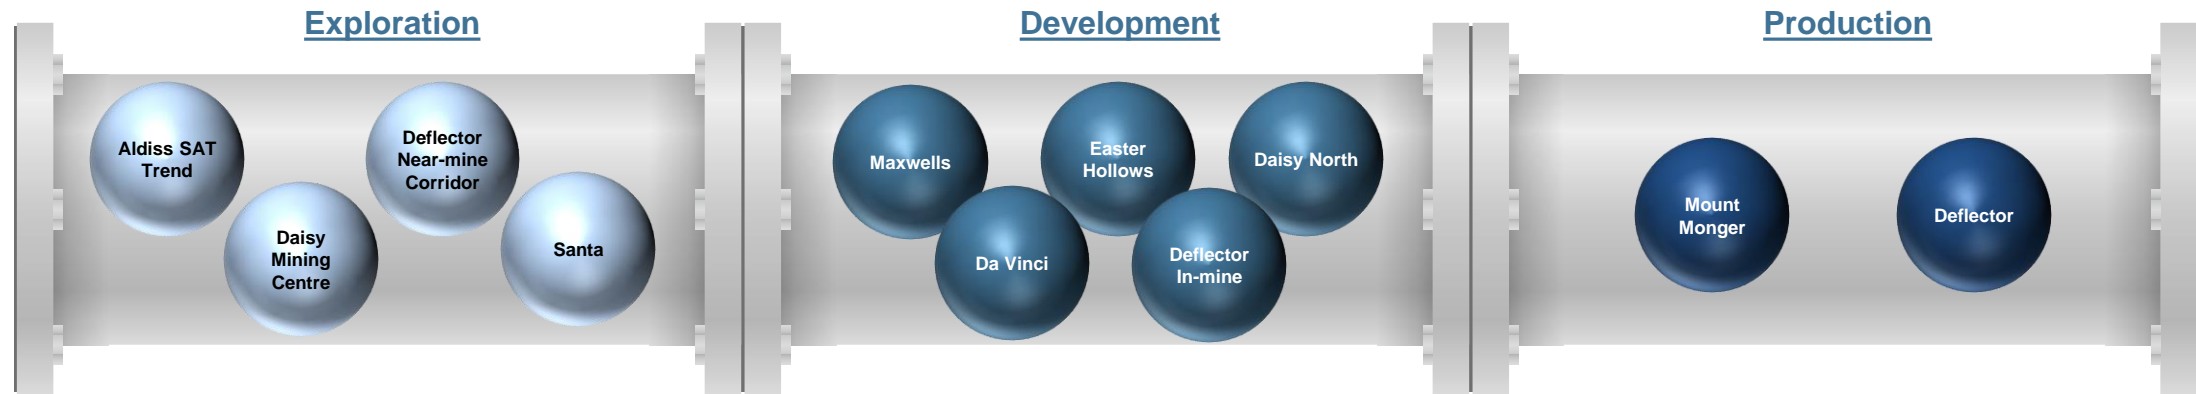 Exploration
Aldiss SAT
Trend
Daisy
Mining
Centre
Deflector
Near-mine
Corridor
Santa
Development
Maxwells
Da Vinci
Easter
Hollows
Deflector
In-mine
Daisy North
Production
Mount
Monger
Deflector